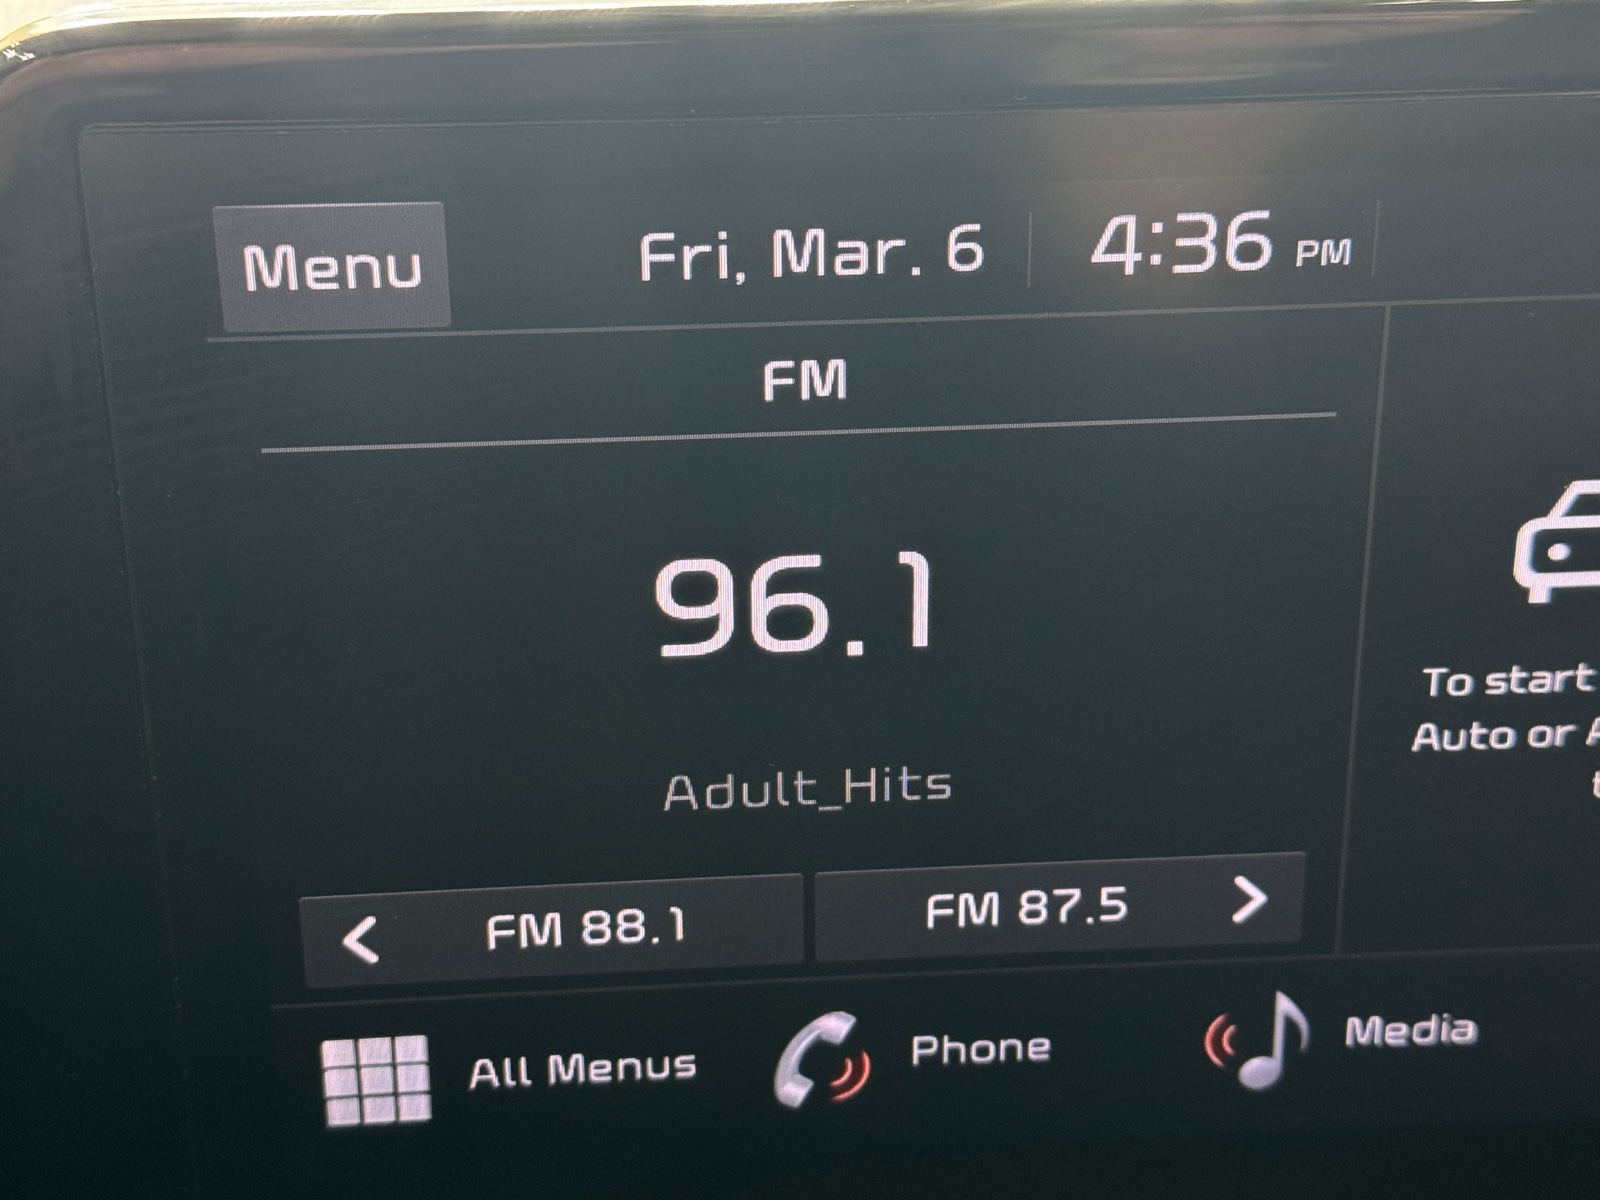 Menu
Fri, Mar. 6
4:36 PM
FM
96.1
Adult_Hits
FM 88.1
FM 87.5
To start
Auto or
All Menus
Phone
Media